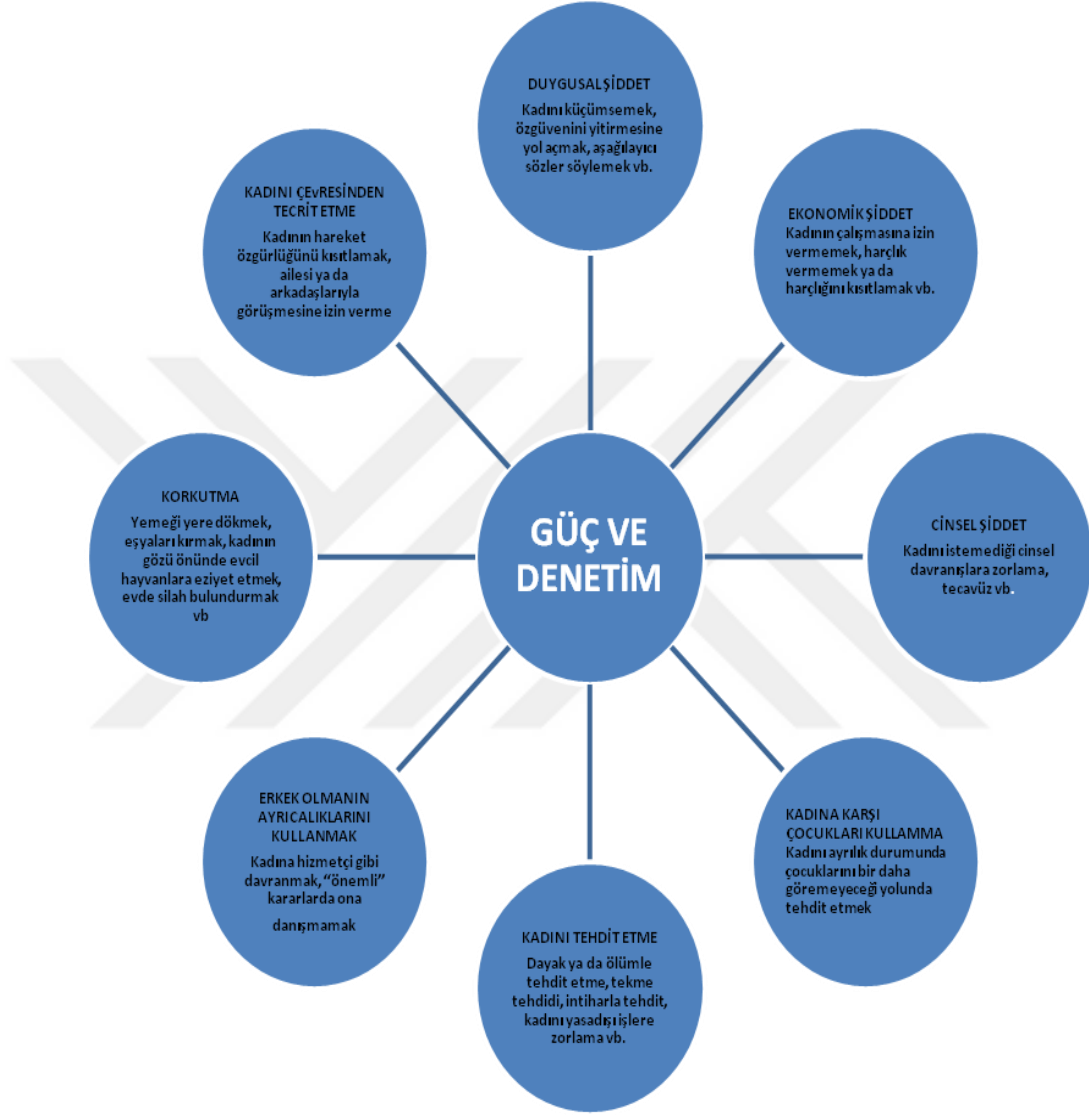 DUYGUSAL ŞİDDET
Kadını küçümsemek,
özgüvenini yitirmesine
yol açmak, aşağılayıcı
sözler söylemek vb.
EKONOMİK ŞİDDET
Kadının çalışmasına izin
vermemek, harçlık
vermemek ya da
harçlığını kısıtlamak vb.
CİNSEL ŞİDDET
Kadını istemediği cinsel
davranışlara zorlama,
tecavüz vb.
KADINA KARŞI
ÇOCUKLARI KULLAMMA
Kadını ayrılık durumunda
çocuklarını bir daha
göremeyeceği yolunda
tehdit etmek
KADINI TEHDİT ETME
Dayak ya da ölümle
tehdit etme, tekme
tehdidi, intiharla tehdit,
kadını yasadışı işlere
zorlama vb.
ERKEK OLMANIN
AYRICALIKLARINI
KULLANMAK
Kadına hizmetçi gibi
davranmak, “önemli”
kararlarda ona
danışmamak
KORKUTMA
Yemeği yere dökmek,
eşyaları kırmak, kadının
gözü önünde evcil
hayvanlara eziyet etmek,
evde silah bulundurmak
vb
KADINI ÇEvRESİNDEN
TECRİT ETME
Kadının hareket
özgürlüğünü kısıtlamak,
ailesi ya da
arkadaşlarıyla
görüşmesine izin verme
GÜÇ VE
DENETİM